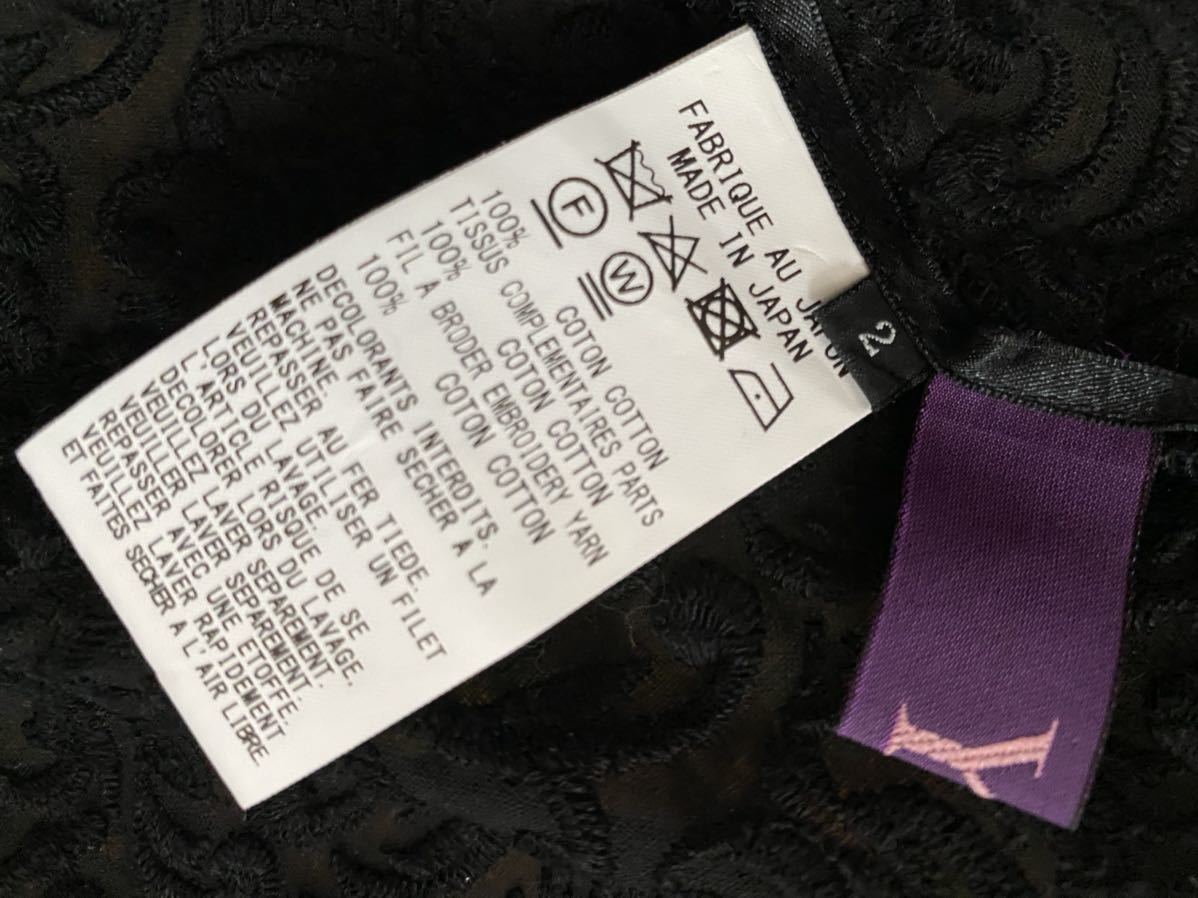 FABRIQUE AU JAPON
MADE IN JAPAN
F
W
COTON COTTON
100%
TISSUS COMPLEMENTAIRES PARTS
COTON COTTON
100%
FIL A BRODER EMBROIDERY YARN
COTON COTTON
100%
DECOLORANTS INTERDITS.
NE PAS FAIRE SECHER A LA
MACHINE.
REPASSER AU FER TIEDE.
VEUILLEZ UTILISER UN FILET
LORS DU LAVAGE.
L'ARTICLE RISQUE DE SE
DECOLORER LORS DU LAVAGE.
VEUILLEZ LAVER SEPAREMENT.
VEUILLER LAVER SEPAREMENT.
REPASSER AVEC UNE ETOFFE.
VEUILLEZ LAVER RAPIDEMENT
ET FAITES SECHER A L'AIR LIBRE.
2
Y